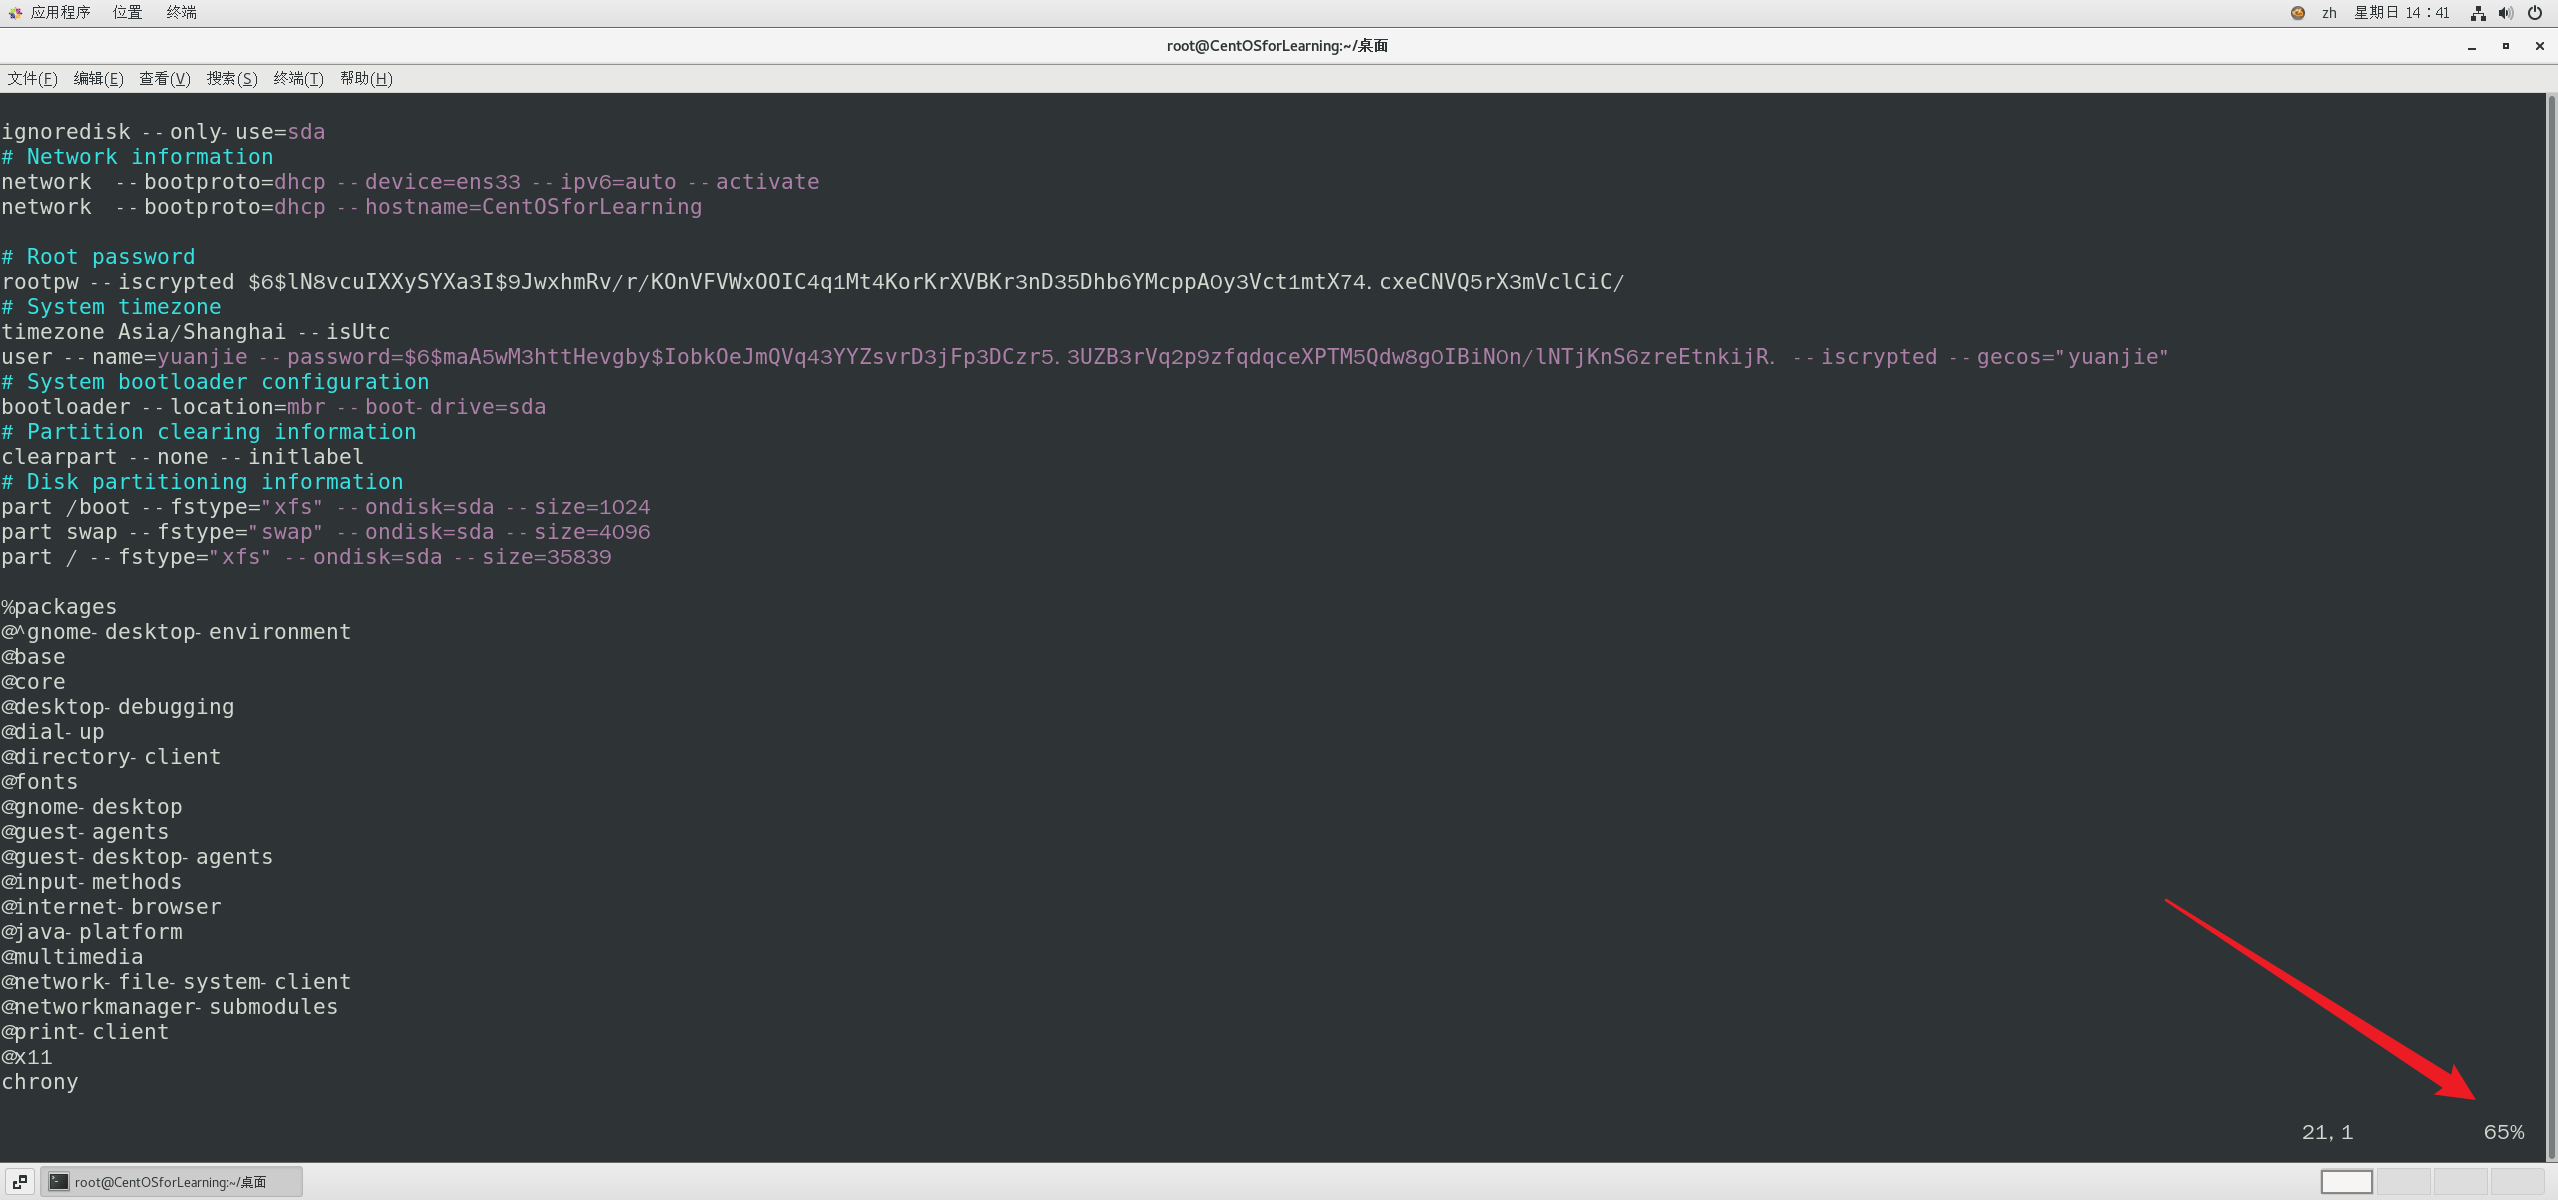 应用程序 位置 终端 zh 星期日 14：41
root@CentOSforLearning:~/桌面
文件(F) 编辑(E) 查看(V) 搜索(S) 终端(T) 帮助(H)
ignoredisk --only-use=sda
# Network information
network  --bootproto=dhcp --device=ens33 --ipv6=auto --activate
network  --bootproto=dhcp --hostname=CentOSforLearning
# Root password
rootpw --iscrypted $6$lN8vcuIXXySYXa3I$9JwxhmRv/r/KOnVFVWxOOIC4q1Mt4KorKrXVBKr3nD35Dhb6YMcppA0y3Vct1mtX74.cxeCNVQ5rX3mVclCiC/
# System timezone
timezone Asia/Shanghai --isUtc
user --name=yuanjie --password=$6$maA5wM3httHevgby$IobkOeJmQVq43YYZsvrD3jFp3DCzr5.3UZB3rVq2p9zfqdqceXPTM5Qdw8gOIBiN0n/lNTjKnS6zreEtnkijR. --iscrypted --gecos="yuanjie"
# System bootloader configuration
bootloader --location=mbr --boot-drive=sda
# Partition clearing information
clearpart --none --initlabel
# Disk partitioning information
part /boot --fstype="xfs" --ondisk=sda --size=1024
part swap --fstype="swap" --ondisk=sda --size=4096
part / --fstype="xfs" --ondisk=sda --size=35839
%packages
@^gnome-desktop-environment
@base
@core
@desktop-debugging
@dial-up
@directory-client
@fonts
@gnome-desktop
@guest-agents
@guest-desktop-agents
@input-methods
@internet-browser
@java-platform
@multimedia
@network-file-system-client
@networkmanager-submodules
@print-client
@x11
chrony
21,1 65%
root@CentOSforLearning:~/桌面